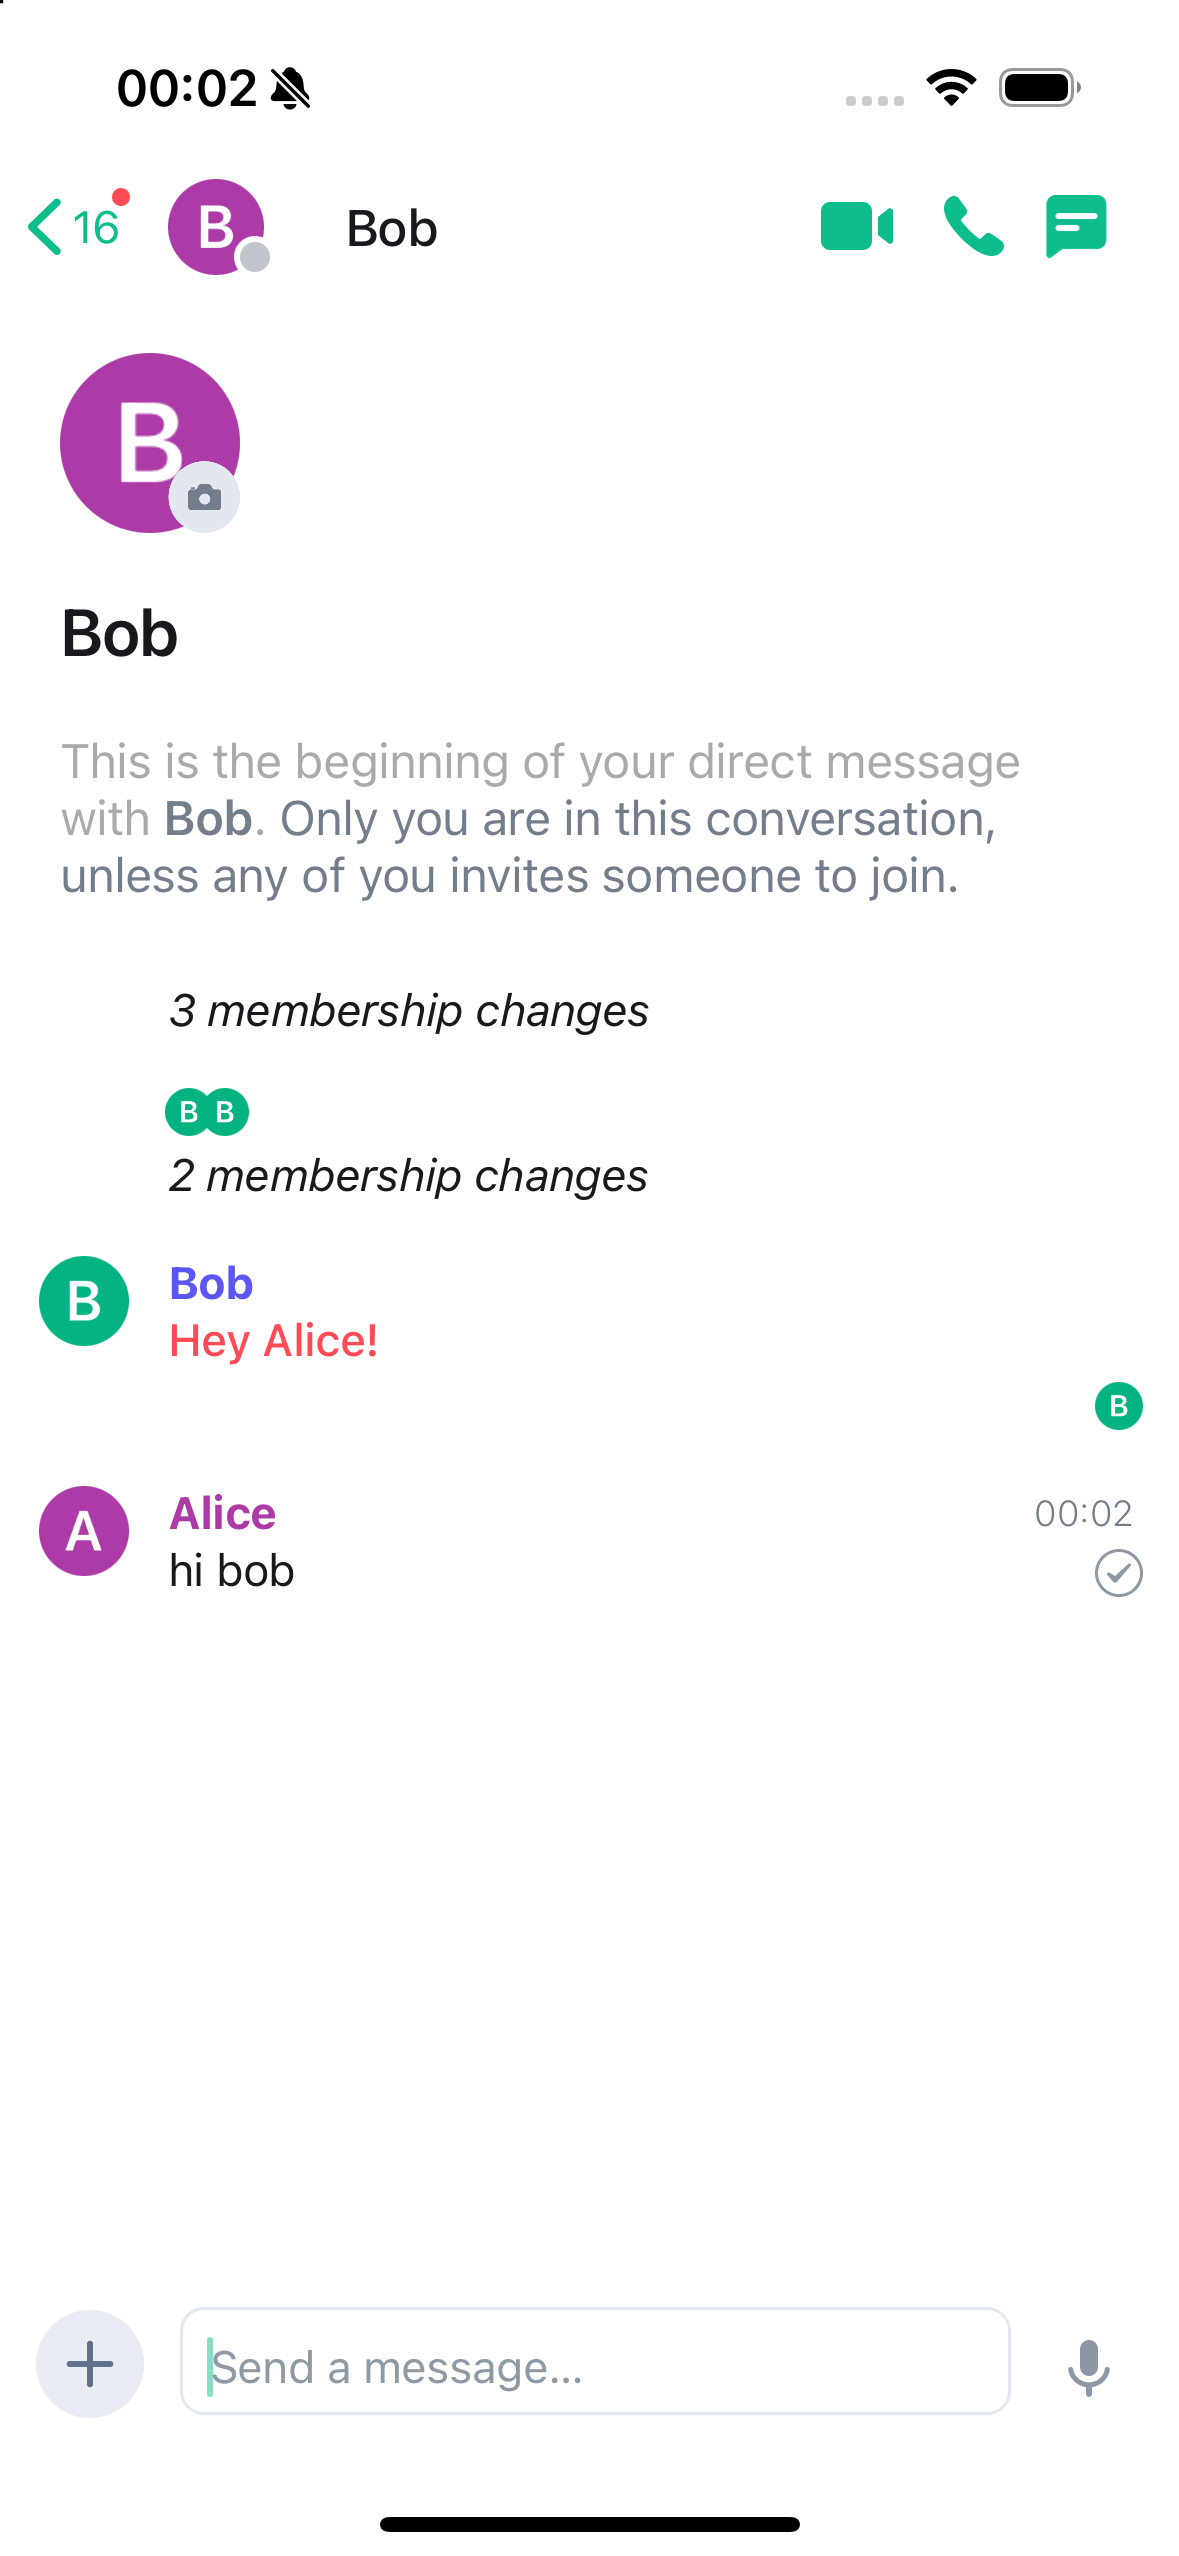 00:02
16
B
Bob
B
Bob
This is the beginning of your direct message
with Bob. Only you are in this conversation,
unless any of you invites someone to join.
3 membership changes
B B
2 membership changes
B
Bob
Hey Alice!
B
A
Alice
00:02
hi bob
Send a message...